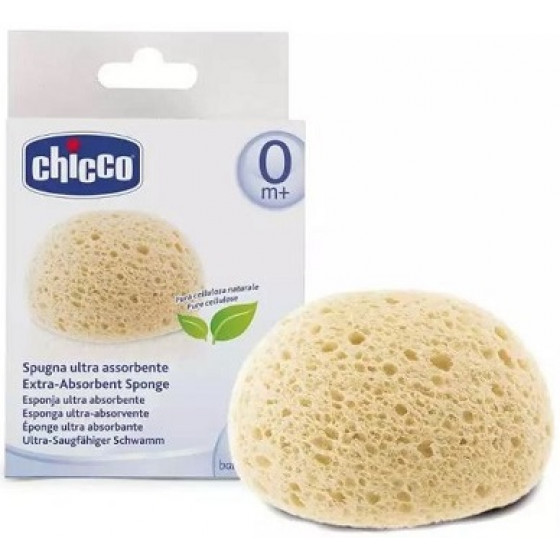 chicco
0
m+
Pura cellulosa naturale
Pure cellulose
Spugna ultra assorbente
Extra-Absorbent Sponge
Esponja ultra absorbente
Esponga ultra-absorvente
Éponge ultra absorbante
Ultra-Saugfähiger Schwamm